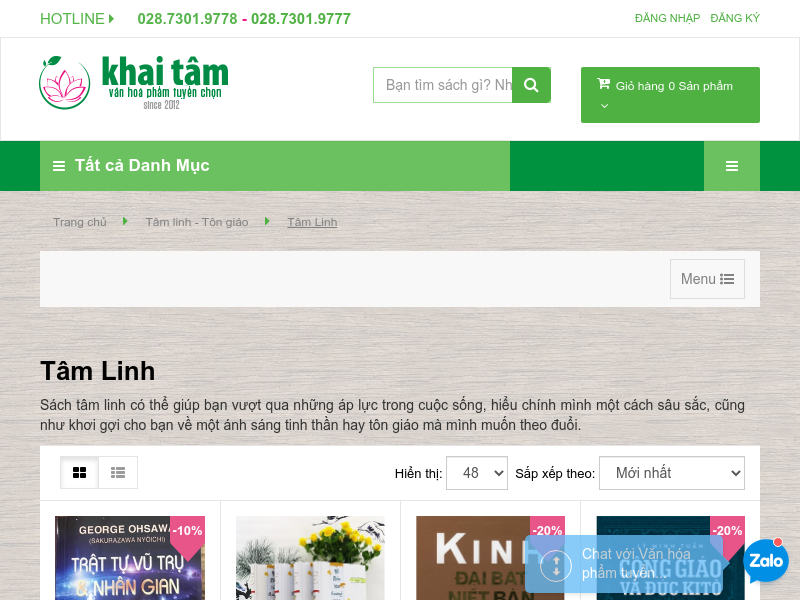 HOTLINE 028.7301.9778 - 028.7301.9777
ĐĂNG NHẬP ĐĂNG KÝ
khai tâm
văn hoá phẩm tuyển chọn
since 2012
Bạn tìm sách gì? Nh
Giỏ hàng 0 Sản phẩm
Tất cả Danh Mục
Trang chủ Tâm linh - Tôn giáo Tâm Linh
Menu
Tâm Linh
Sách tâm linh có thể giúp bạn vượt qua những áp lực trong cuộc sống, hiểu chính mình một cách sâu sắc, cũng
như khơi gợi cho bạn về một ánh sáng tinh thần hay tôn giáo mà mình muốn theo đuổi.
Hiển thị: 48 Sắp xếp theo: Mới nhất
GEORGE OHSAW
(SAKURAZAWA NYOICHI)
TRẬT TỰ VŨ TRỤ
& NHÂN GIAN
-10%
KINH
ĐẠI BÁT
NIẾT BÀN
-20%
-20%
CÔNG GIÁO
VÀ ĐỨC KITÔ
Chat với Văn hóa
phẩm tuyển...
Zalo